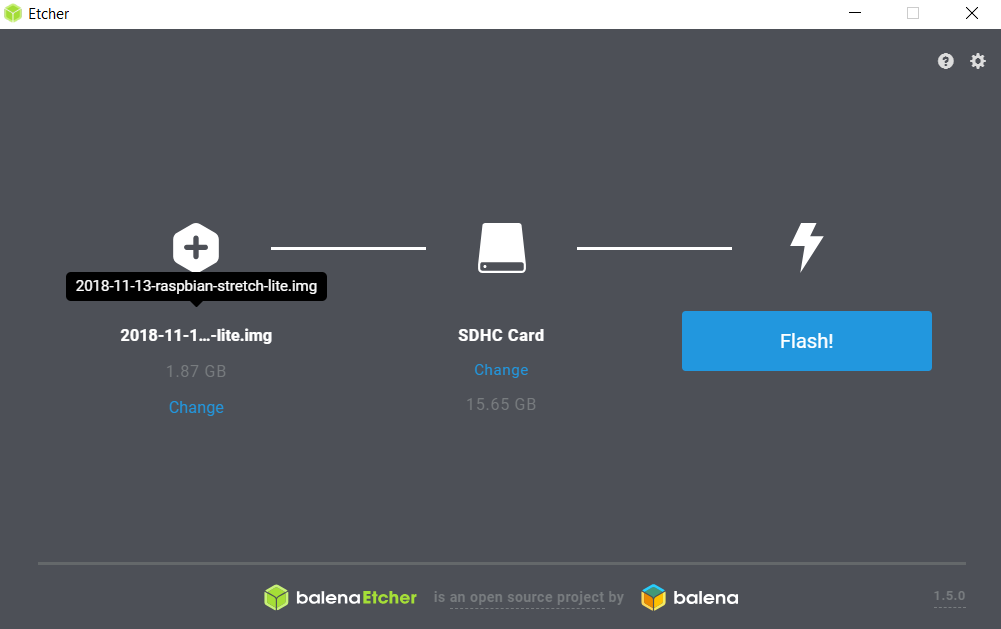 Etcher
2018-11-13-raspbian-stretch-lite.img
2018-11-1...-lite.img
1.87 GB
Change
SDHC Card
Change
15.65 GB
Flash!
balenaEtcher is an open source project by balena
1.5.0